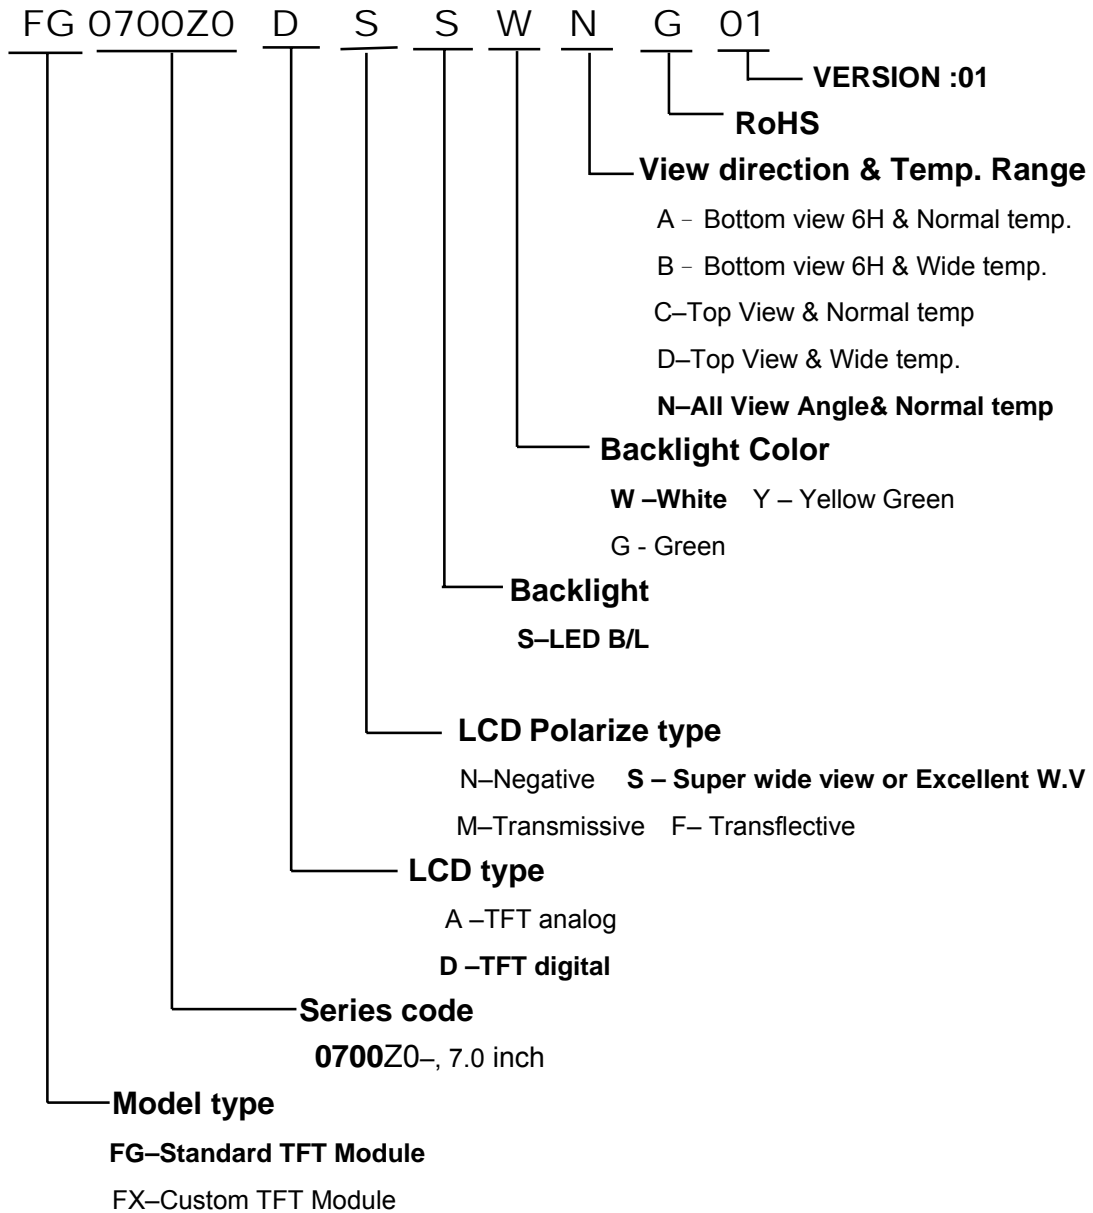 FG 0700Z0 D S S W N G 01
VERSION :01
RoHS
View direction & Temp. Range
A – Bottom view 6H & Normal temp.
B – Bottom view 6H & Wide temp.
C–Top View & Normal temp
D–Top View & Wide temp.
N–All View Angle& Normal temp
Backlight Color
W –White Y – Yellow Green
G - Green
Backlight
S–LED B/L
LCD Polarize type
N–Negative S – Super wide view or Excellent W.V
M–Transmissive F– Transflective
LCD type
A –TFT analog
D –TFT digital
Series code
0700Z0–, 7.0 inch
Model type
FG–Standard TFT Module
FX–Custom TFT Module